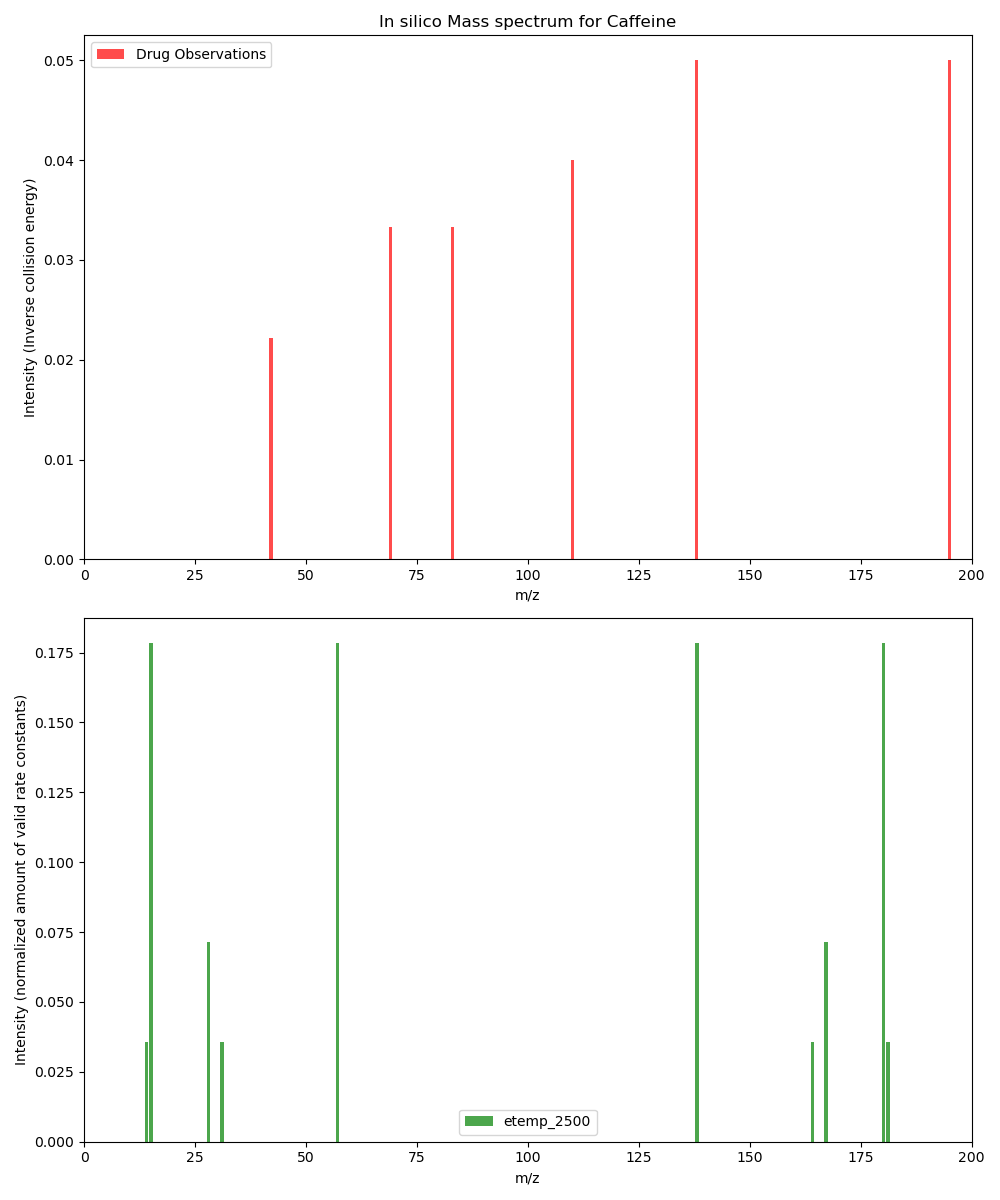 In silico Mass spectrum for Caffeine
Drug Observations
Intensity (Inverse collision energy)
0.05
0.04
0.03
0.02
0.01
0.00
0 25 50 75 100 125 150 175 200
m/z
Intensity (normalized amount of valid rate constants)
0.175
0.150
0.125
0.100
0.075
0.050
0.025
0.000
etemp_2500
0 25 50 75 100 125 150 175 200
m/z